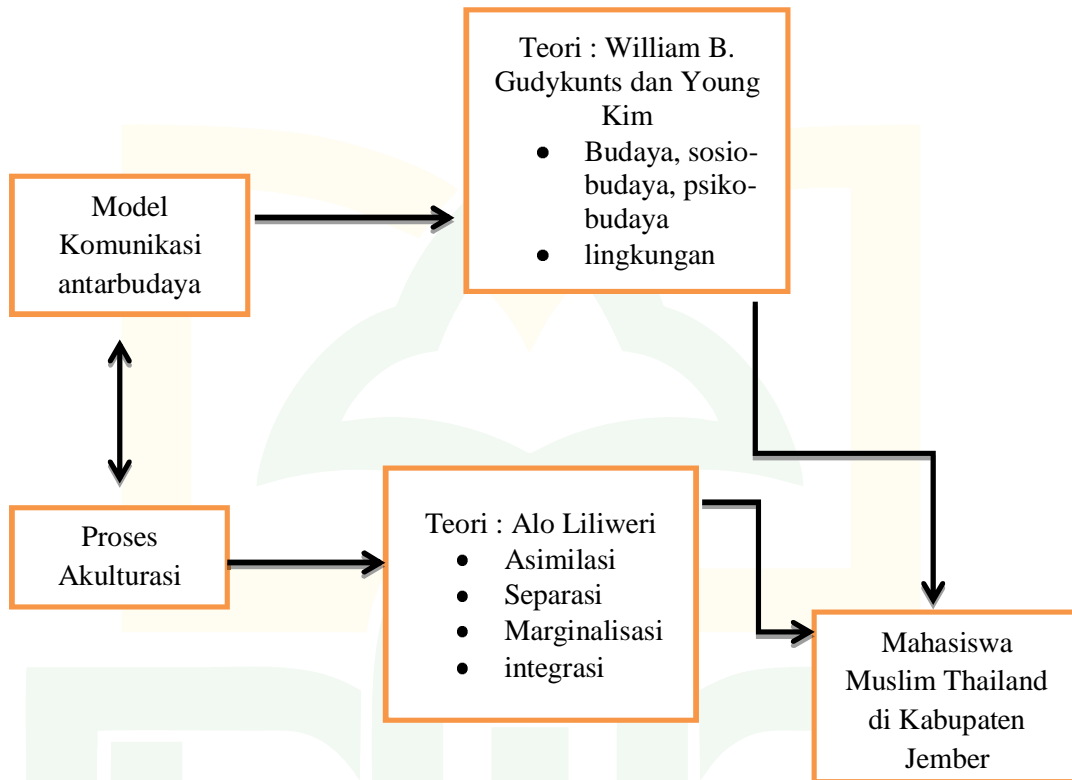 Teori : William B.
Gudykunts dan Young
Kim
● Budaya, sosio-
budaya, psiko-
budaya
● lingkungan
Model
Komunikasi
antarbudaya
Proses
Akulturasi
Teori : Alo Liliweri
● Asimilasi
● Separasi
● Marginalisasi
● integrasi
Mahasiswa
Muslim Thailand
di Kabupaten
Jember